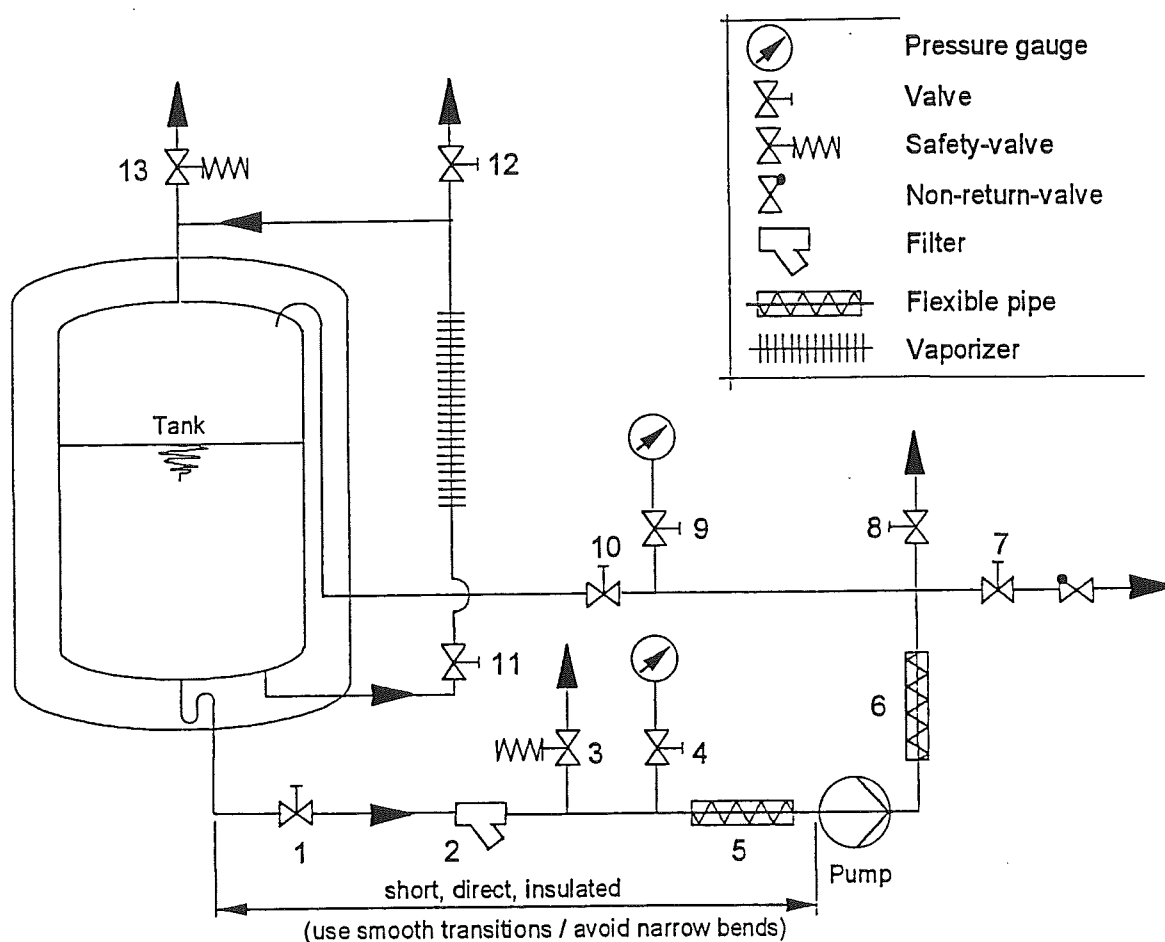 Pressure gauge
Valve
Safety-valve
Non-return-valve
Filter
Flexible pipe
Vaporizer
13
12
Tank
10
9
8
7
11
6
3
4
1
2
5
Pump
short, direct, insulated
(use smooth transitions / avoid narrow bends)